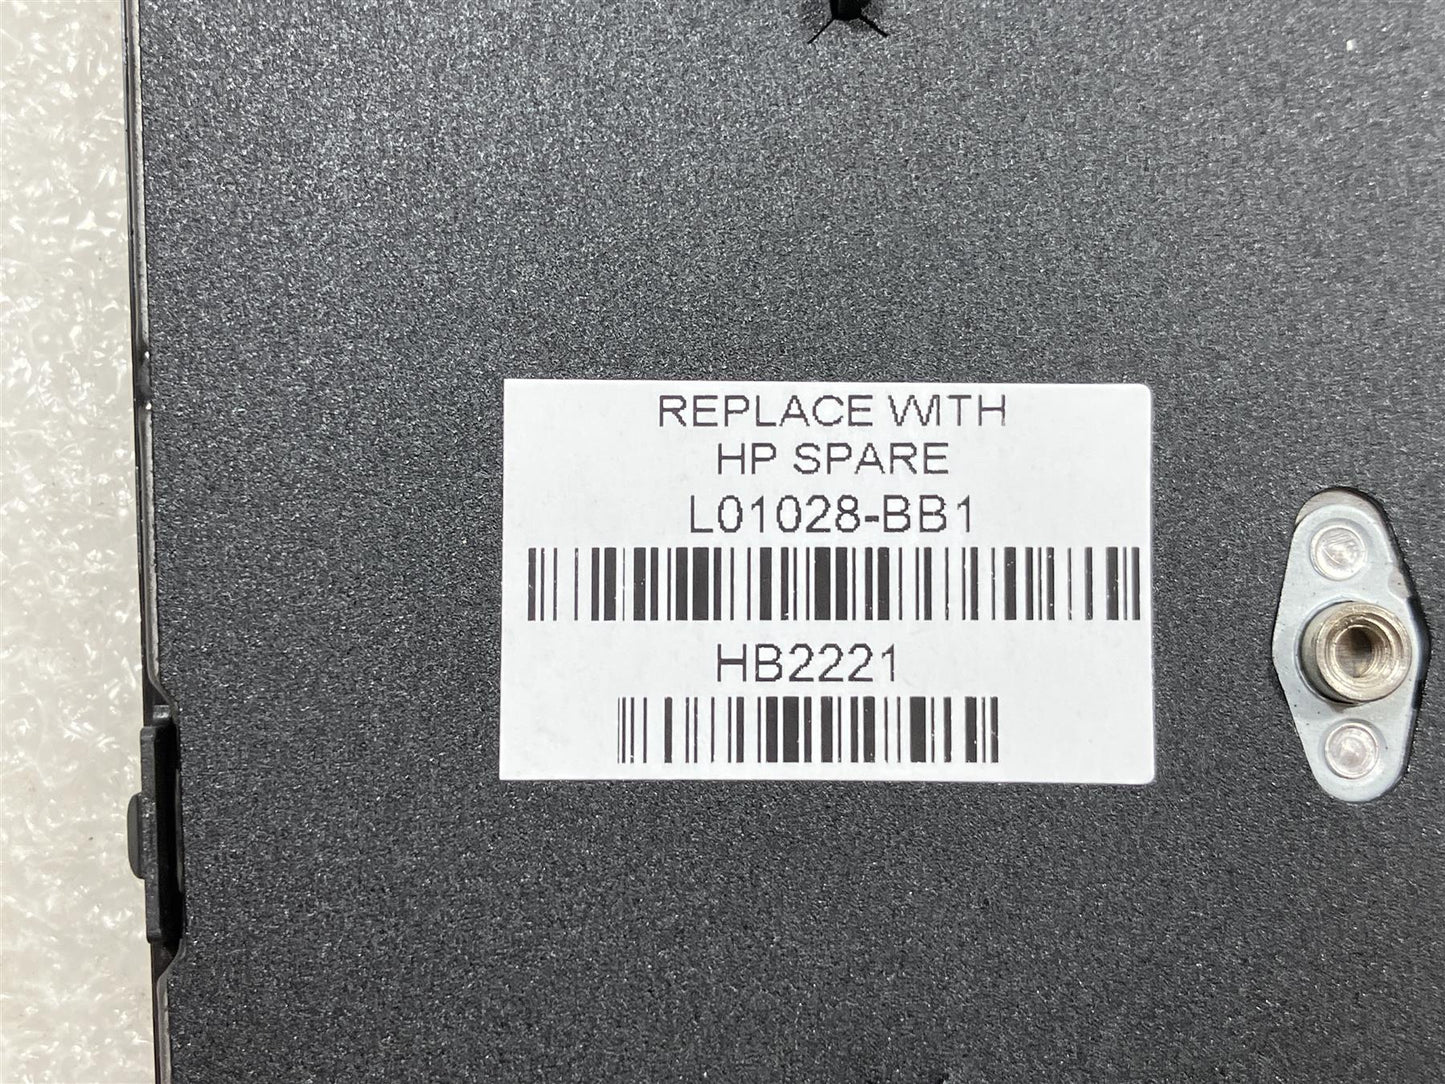 REPLACE WITH
HP SPARE
L01028-BB1
HB2221